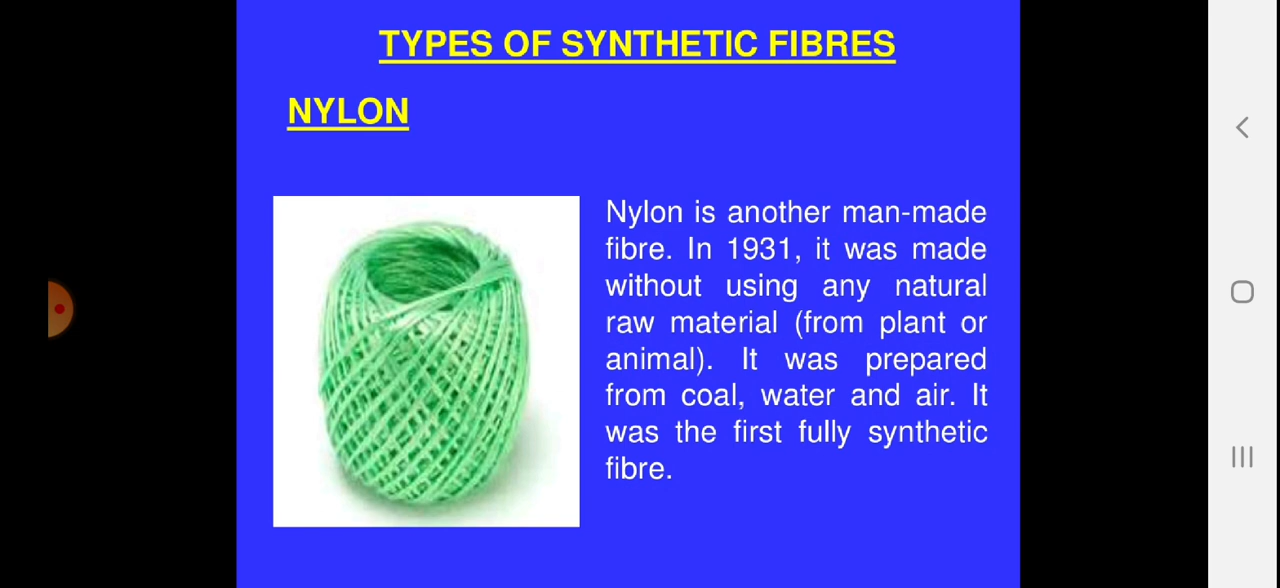 TYPES OF SYNTHETIC FIBRES
NYLON
Nylon is another man-made
fibre. In 1931, it was made
without using any natural
raw material (from plant or
animal). It was prepared
from coal, water and air. It
was the first fully synthetic
fibre.